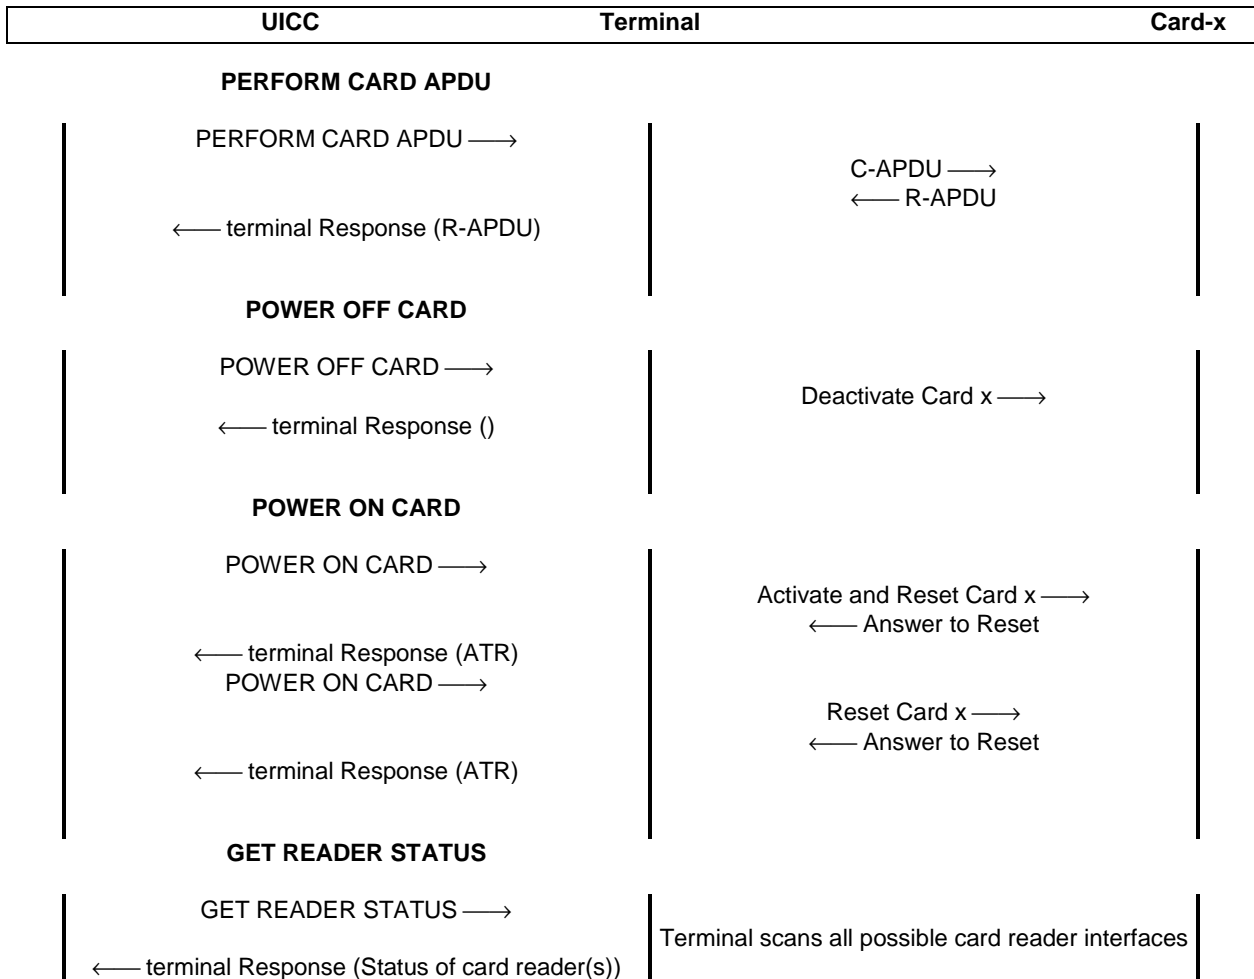 UICC Terminal Card-x
PERFORM CARD APDU
PERFORM CARD APDU ⟶
C-APDU ⟶
⟵ R-APDU
⟵ terminal Response (R-APDU)
POWER OFF CARD
POWER OFF CARD ⟶
Deactivate Card x ⟶
⟵ terminal Response ()
POWER ON CARD
POWER ON CARD ⟶
Activate and Reset Card x ⟶
⟵ Answer to Reset
⟵ terminal Response (ATR)
POWER ON CARD ⟶
Reset Card x ⟶
⟵ Answer to Reset
⟵ terminal Response (ATR)
GET READER STATUS
GET READER STATUS ⟶
Terminal scans all possible card reader interfaces
⟵ terminal Response (Status of card reader(s))